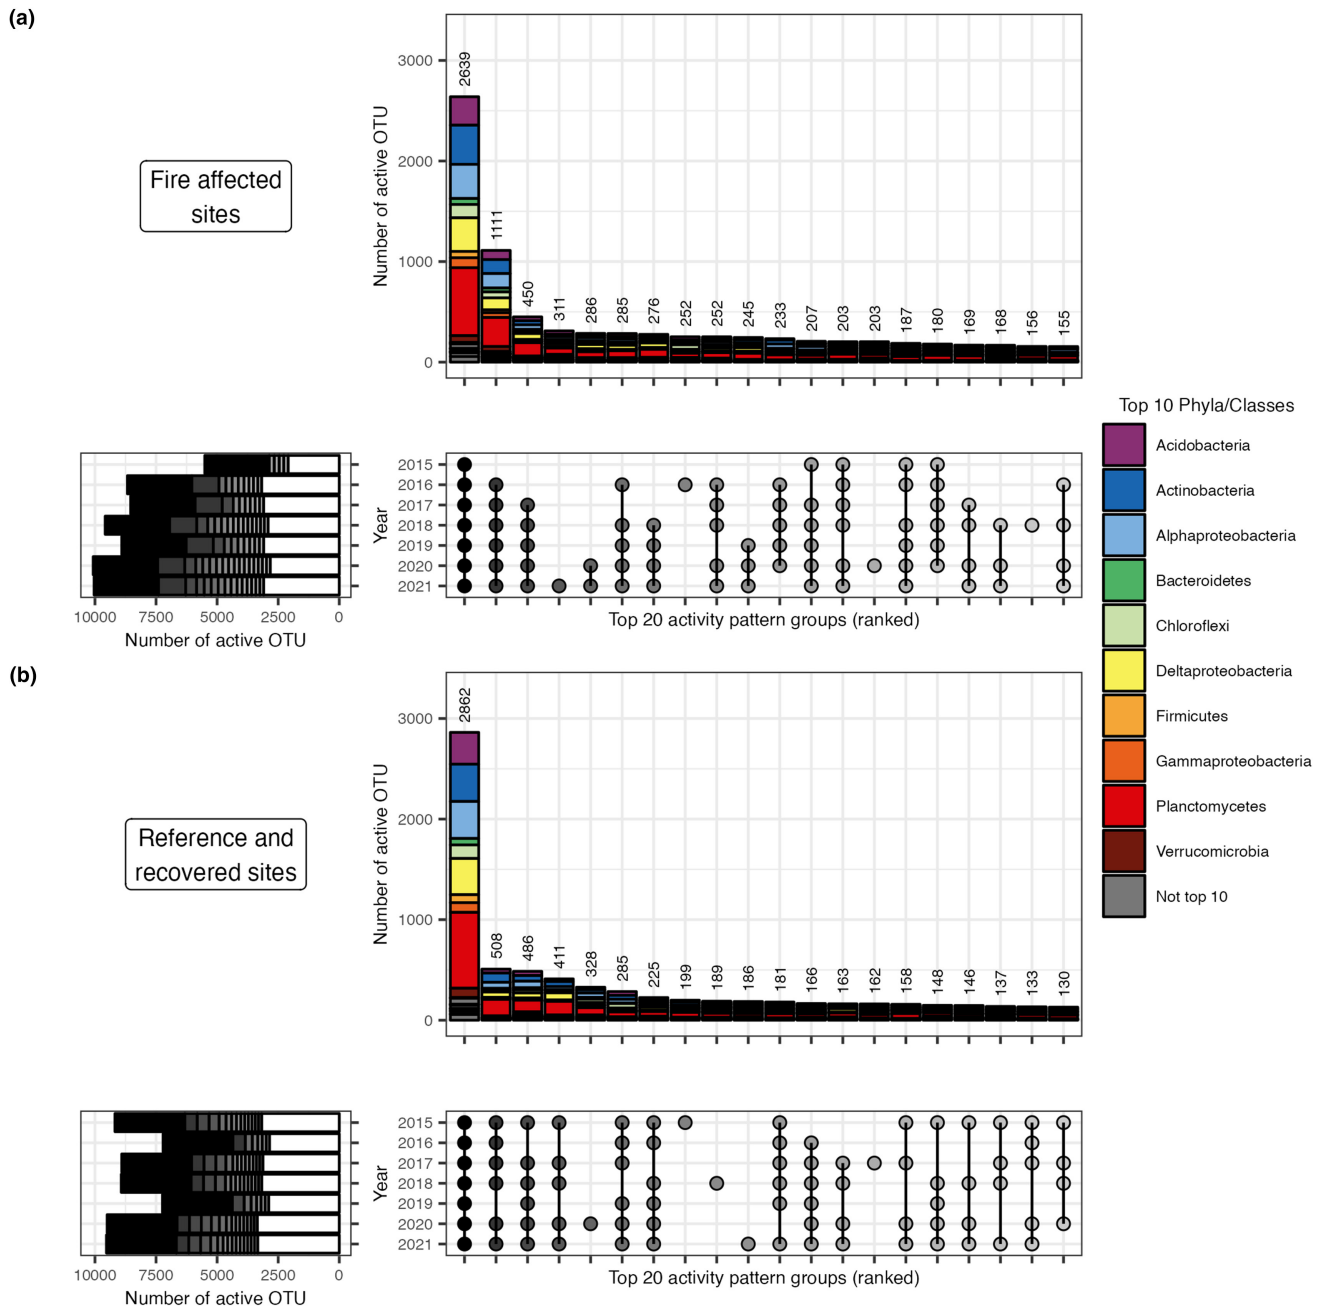 (a)
Fire affected
sites
Number of active OTU
3000
2000
1000
0
2639
1111
450
311
286
285
276
252
252
245
233
207
203
203
187
180
169
168
156
155
Year
2015
2016
2017
2018
2019
2020
2021
10000 7500 5000 2500 0
Number of active OTU
Top 20 activity pattern groups (ranked)
Top 10 Phyla/Classes
Acidobacteria
Actinobacteria
Alphaproteobacteria
Bacteroidetes
Chloroflexi
Deltaproteobacteria
Firmicutes
Gammaproteobacteria
Planctomycetes
Verrucomicrobia
Not top 10
(b)
Reference and
recovered sites
Number of active OTU
3000
2000
1000
0
2862
508
486
411
328
285
225
199
189
186
181
166
163
162
158
148
146
137
133
130
Year
2015
2016
2017
2018
2019
2020
2021
10000 7500 5000 2500 0
Number of active OTU
Top 20 activity pattern groups (ranked)